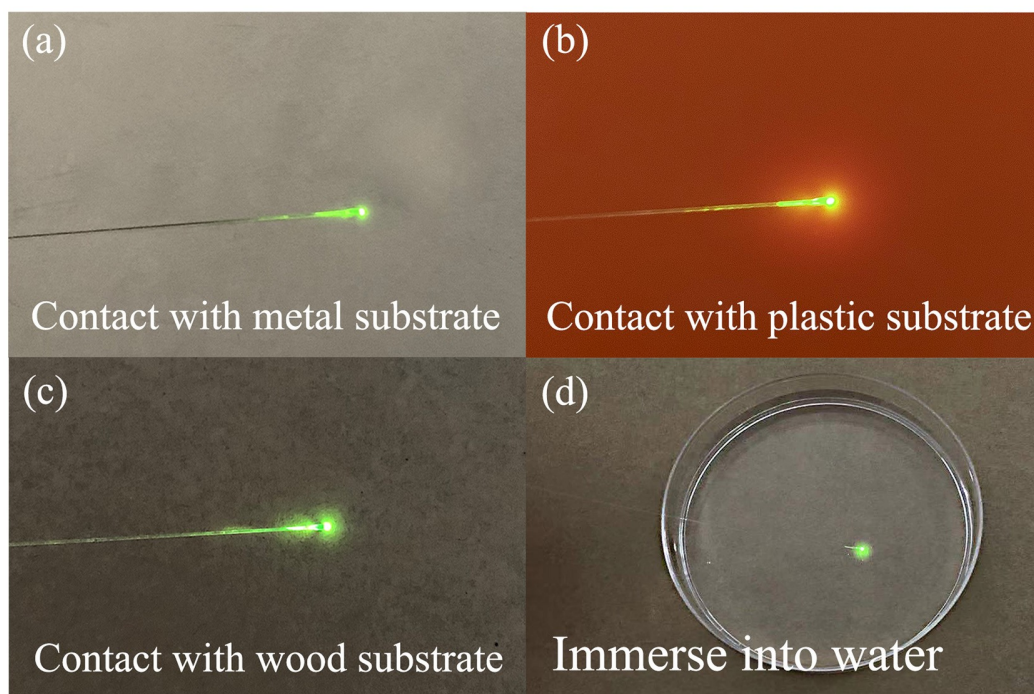 (a)
Contact with metal substrate
(b)
Contact with plastic substrate
(c)
Contact with wood substrate
(d)
Immerse into water